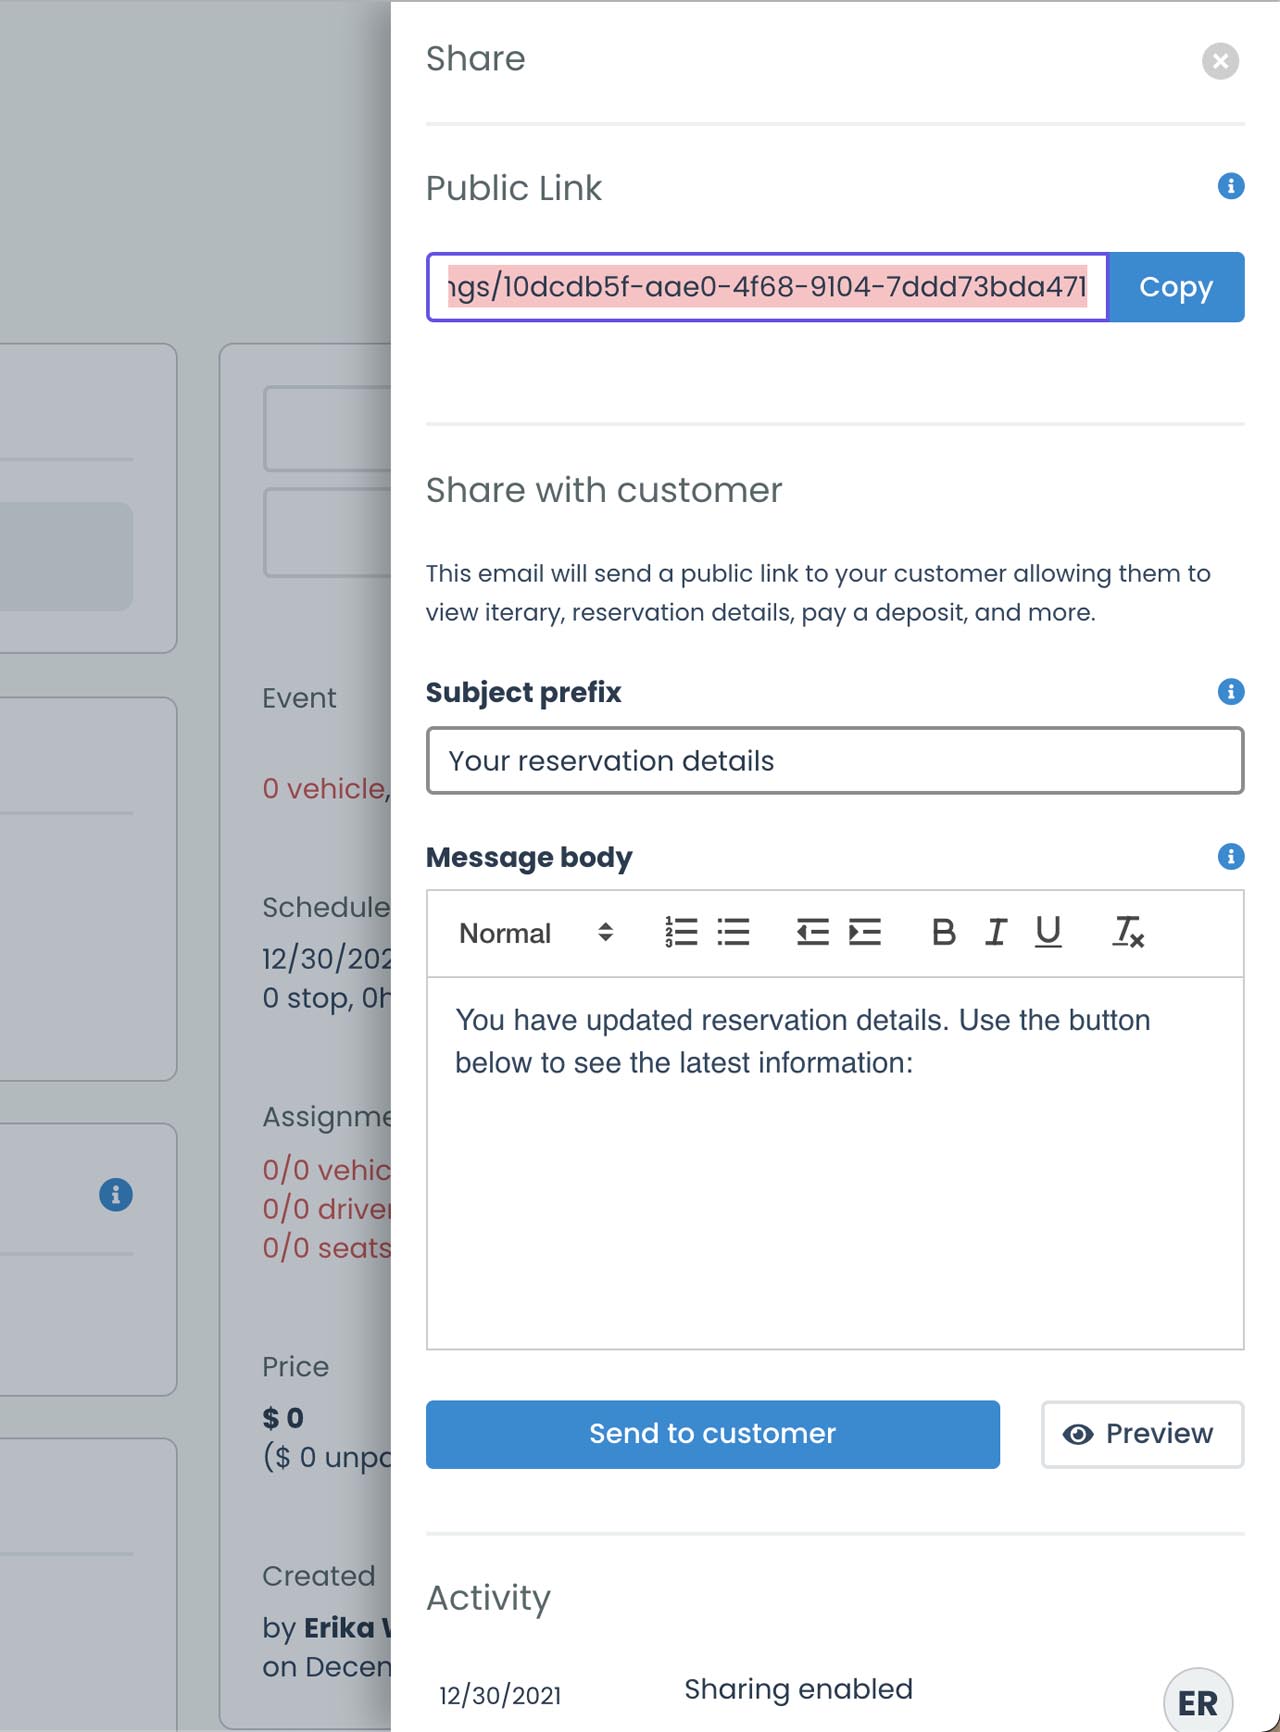 Share
Public Link
ngs/10dcdb5f-aae0-4f68-9104-7ddd73bda471
Copy
Share with customer
This email will send a public link to your customer allowing them to
view iterary, reservation details, pay a deposit, and more.
Subject prefix
Your reservation details
Message body
Normal
You have updated reservation details. Use the button
below to see the latest information:
Send to customer
Preview
Activity
12/30/2021
Sharing enabled
ER
Event
0 vehicle,
Schedule
12/30/202
0 stop, 0h
Assignme
0/0 vehic
0/0 driver
0/0 seats
Price
$ 0
($ 0 unpa
Created
by Erika
on Decem